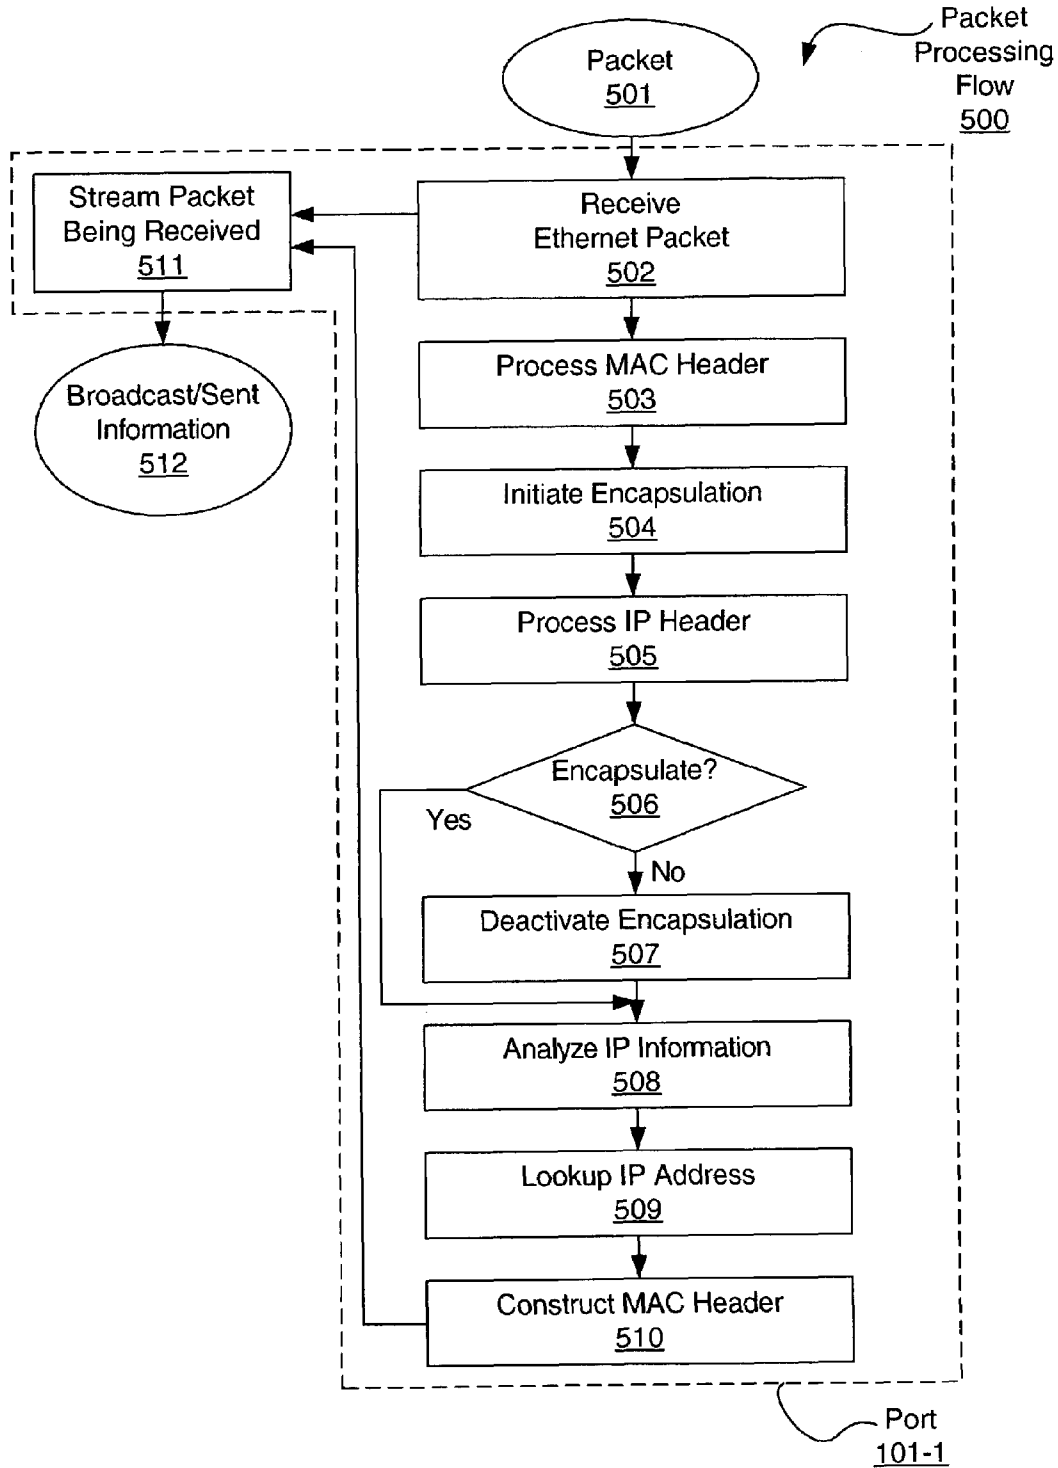 Packet
Processing
Flow
500
Packet
501
Stream Packet
Being Received
511
Receive
Ethernet Packet
502
Process MAC Header
503
Broadcast/Sent
Information
512
Initiate Encapsulation
504
Process IP Header
505
Encapsulate?
506
Yes
No
Deactivate Encapsulation
507
Analyze IP Information
508
Lookup IP Address
509
Construct MAC Header
510
Port
101-1